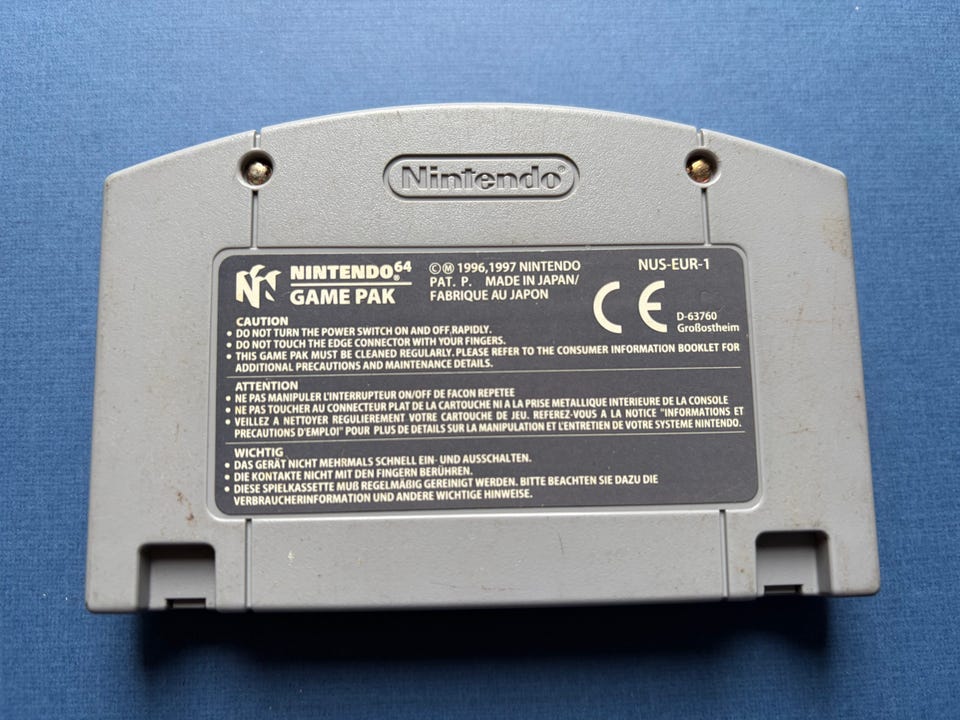 Nintendo®
NINTENDO®64
GAME PAK
©Ⓜ 1996,1997 NINTENDO
PAT. P. MADE IN JAPAN/
FABRIQUE AU JAPON
NUS-EUR-1
CE
D-63760
Großostheim
CAUTION
• DO NOT TURN THE POWER SWITCH ON AND OFF.RAPIDLY.
• DO NOT TOUCH THE EDGE CONNECTOR WITH YOUR FINGERS.
• THIS GAME PAK MUST BE CLEANED REGULARLY. PLEASE REFER TO THE CONSUMER INFORMATION BOOKLET FOR
ADDITIONAL PRECAUTIONS AND MAINTENANCE DETAILS.
ATTENTION
• NE PAS MANIPULER L'INTERRUPTEUR ON/OFF DE FACON REPETEE
• NE PAS TOUCHER AU CONNECTEUR PLAT DE LA CARTOUCHE NI A LA PRISE METALLIQUE INTERIEURE DE LA CONSOLE
• VEILLEZ A NETTOYER REGULIEREMENT VOTRE CARTOUCHE DE JEU. REFEREZ-VOUS A LA NOTICE "INFORMATIONS ET
PRECAUTIONS D'EMPLOI" POUR PLUS DE DETAILS SUR LA MANIPULATION ET L'ENTRETIEN DE VOTRE SYSTEME NINTENDO.
WICHTIG
• DAS GERÄT NICHT MEHRMALS SCHNELL EIN- UND AUSSCHALTEN.
• DIE KONTAKTE NICHT MIT DEN FINGERN BERÜHREN.
• DIESE SPIELKASSETTE MUß REGELMÄßIG GEREINIGT WERDEN. BITTE BEACHTEN SIE DAZU DIE
VERBRAUCHERINFORMATION UND ANDERE WICHTIGE HINWEISE.